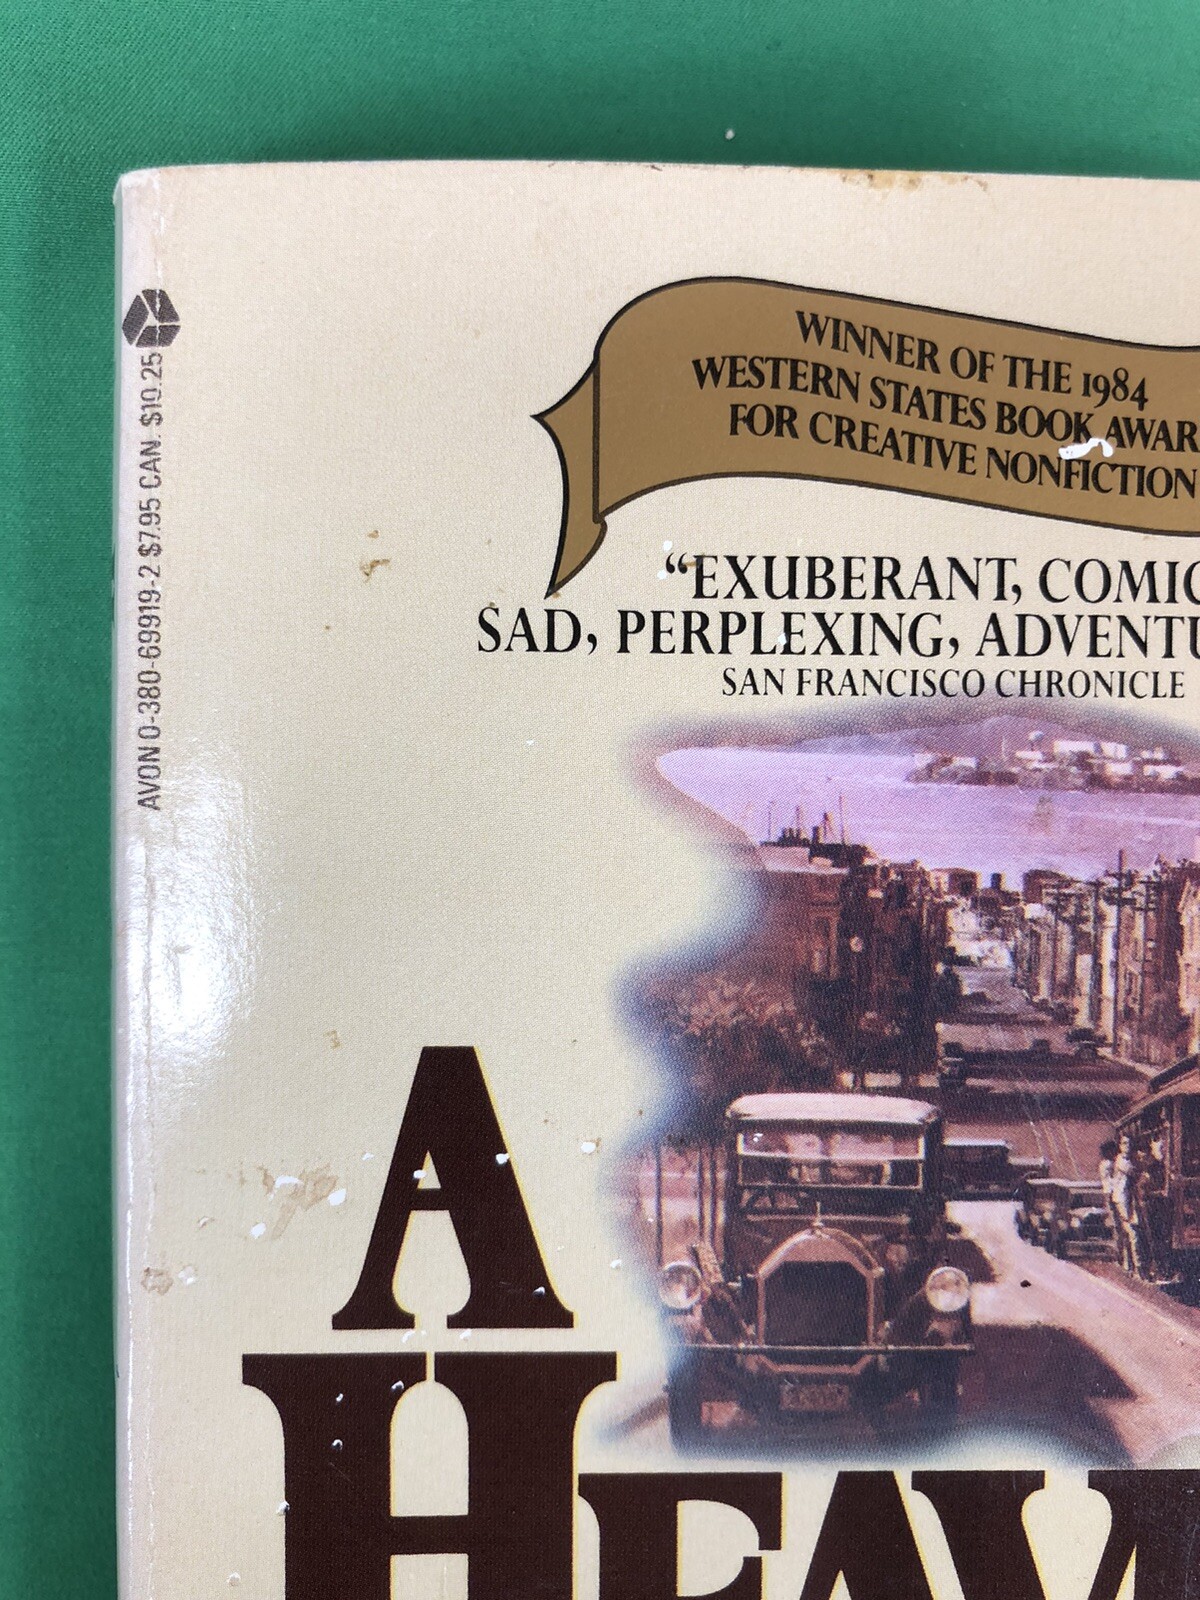 AVON 0-380-69919-2 $7.95 CAN. $10.25
WINNER OF THE 1984
WESTERN STATES BOOK AWAR
FOR CREATIVE NONFICTION
“EXUBERANT, COMIC
SAD, PERPLEXING, ADVENTU
SAN FRANCISCO CHRONICLE
A
HEAV